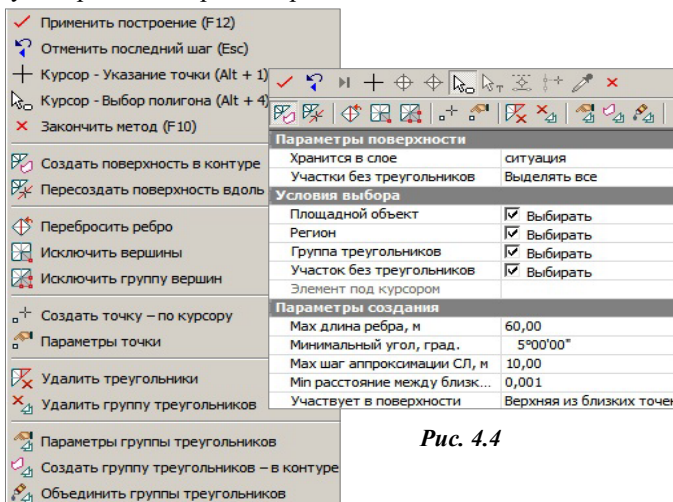 Применить построение (F12)
Отменить последний шаг (Esc)
Курсор - Указание точки (Alt + 1)
Курсор - Выбор полигона (Alt + 4)
Закончить метод (F10)
Создать поверхность в контуре
Пересоздать поверхность вдоль
Перебросить ребро
Исключить вершины
Исключить группу вершин
Создать точку – по курсору
Параметры точки
Удалить треугольники
Удалить группу треугольников
Параметры группы треугольников
Создать группу треугольников – в контуре
Объединить группы треугольников
Параметры поверхности
Хранится в слое ситуация
Участки без треугольников Выделять все
Условия выбора
Площадной объект Выбирать
Регион Выбирать
Группа треугольников Выбирать
Участок без треугольников Выбирать
Элемент под курсором
Параметры создания
Мах длина ребра, м 60,00
Минимальный угол, град. 5°00'00"
Мах шаг аппроксимации СЛ, м 10,00
Min расстояние между близк... 0,001
Участвует в поверхности Верхняя из близких точек
Рис. 4.4